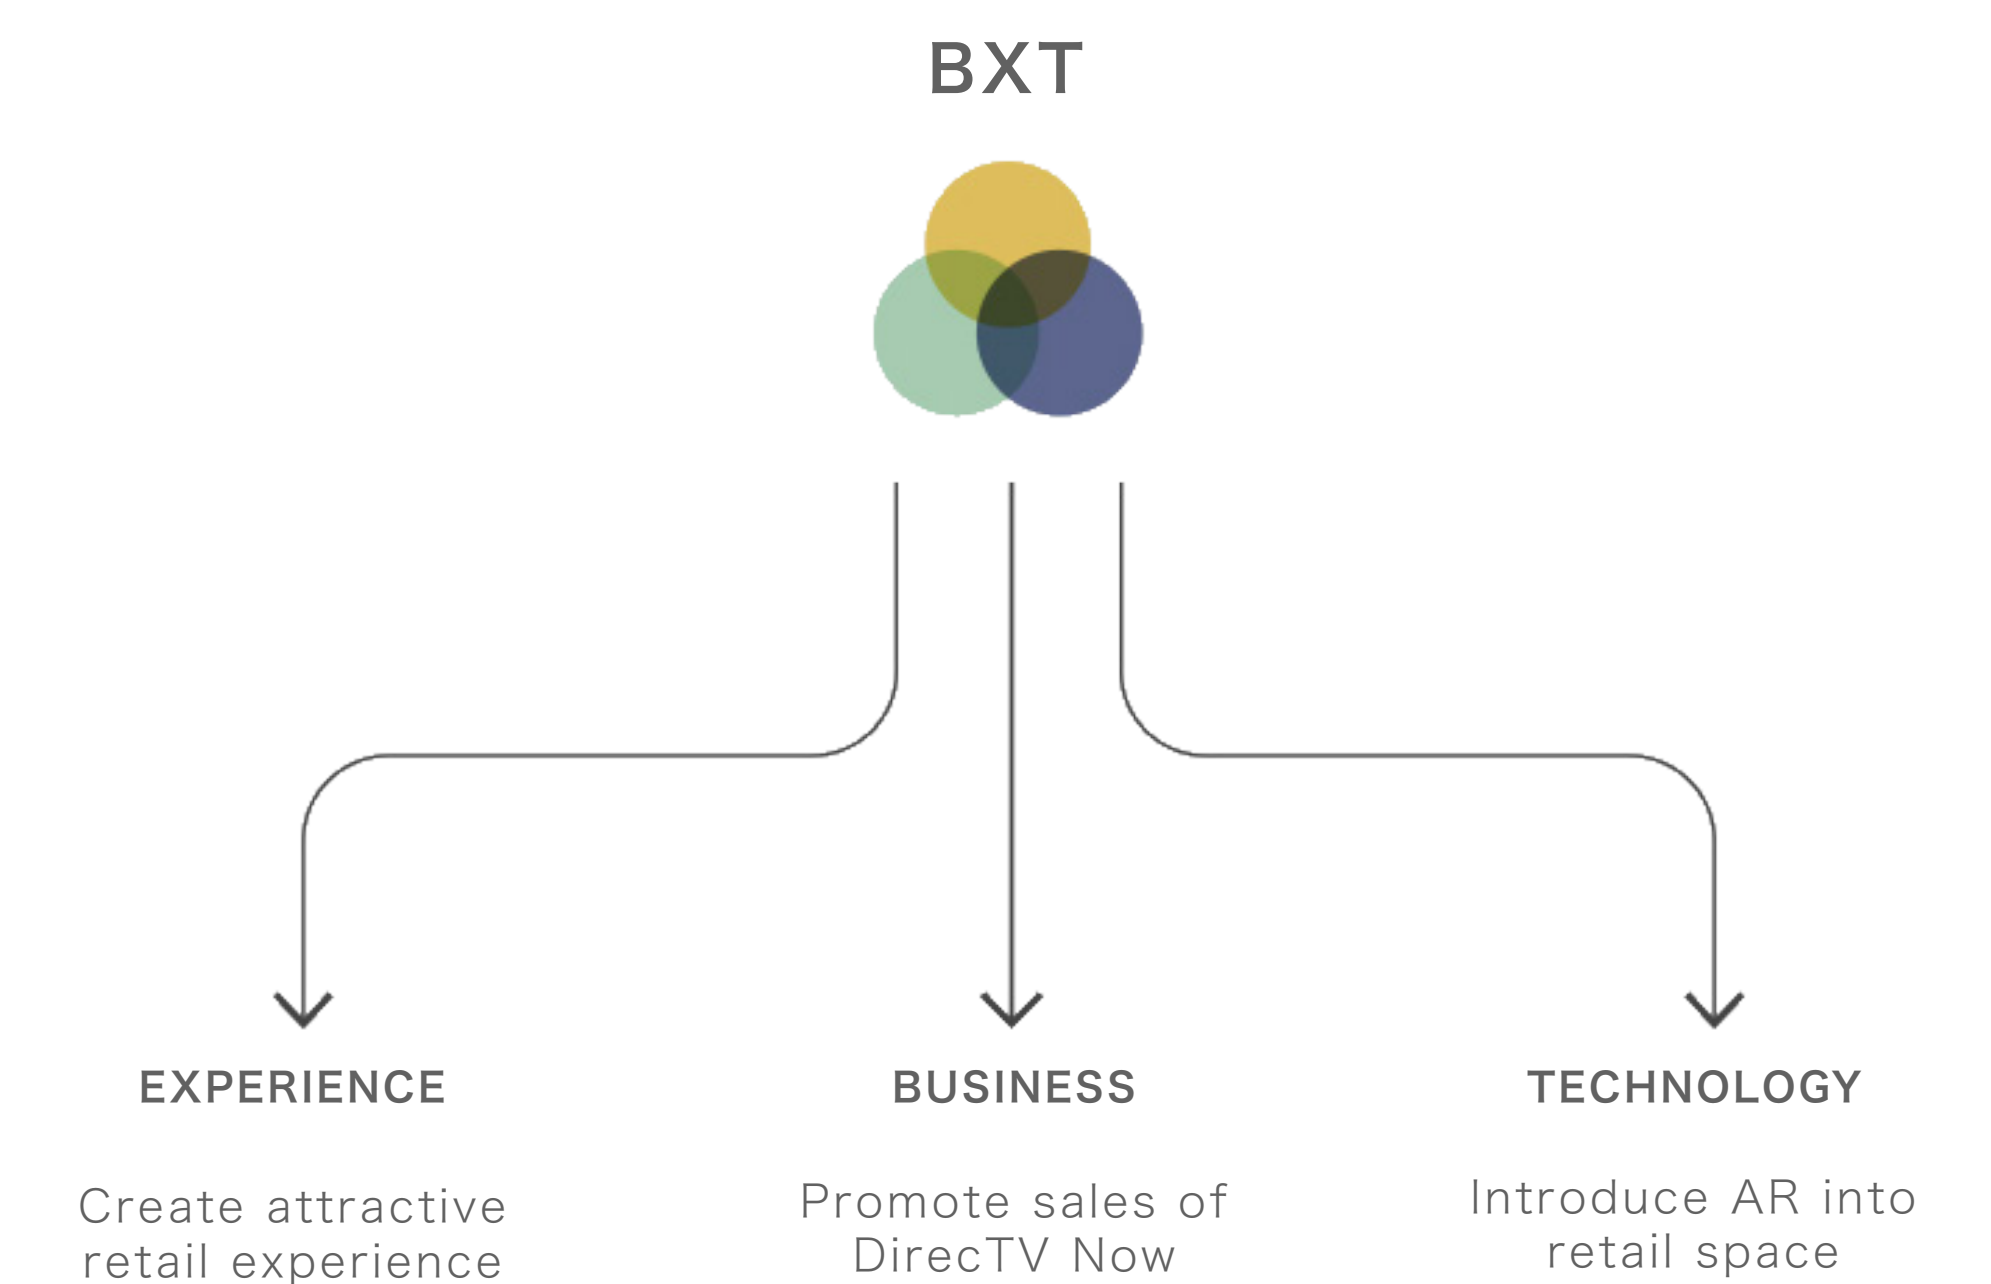 BXT
EXPERIENCE
Create attractive
retail experience
BUSINESS
Promote sales of
DirecTV Now
TECHNOLOGY
Introduce AR into
retail space